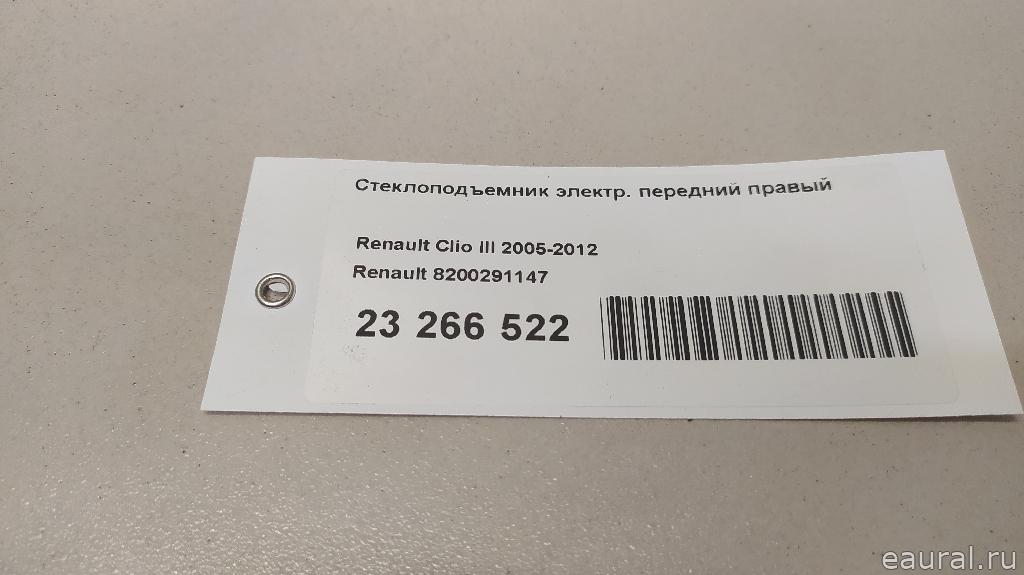 Стеклоподъемник электр. передний правый
Renault Clio III 2005-2012
Renault 8200291147
23 266 522
eaural.ru